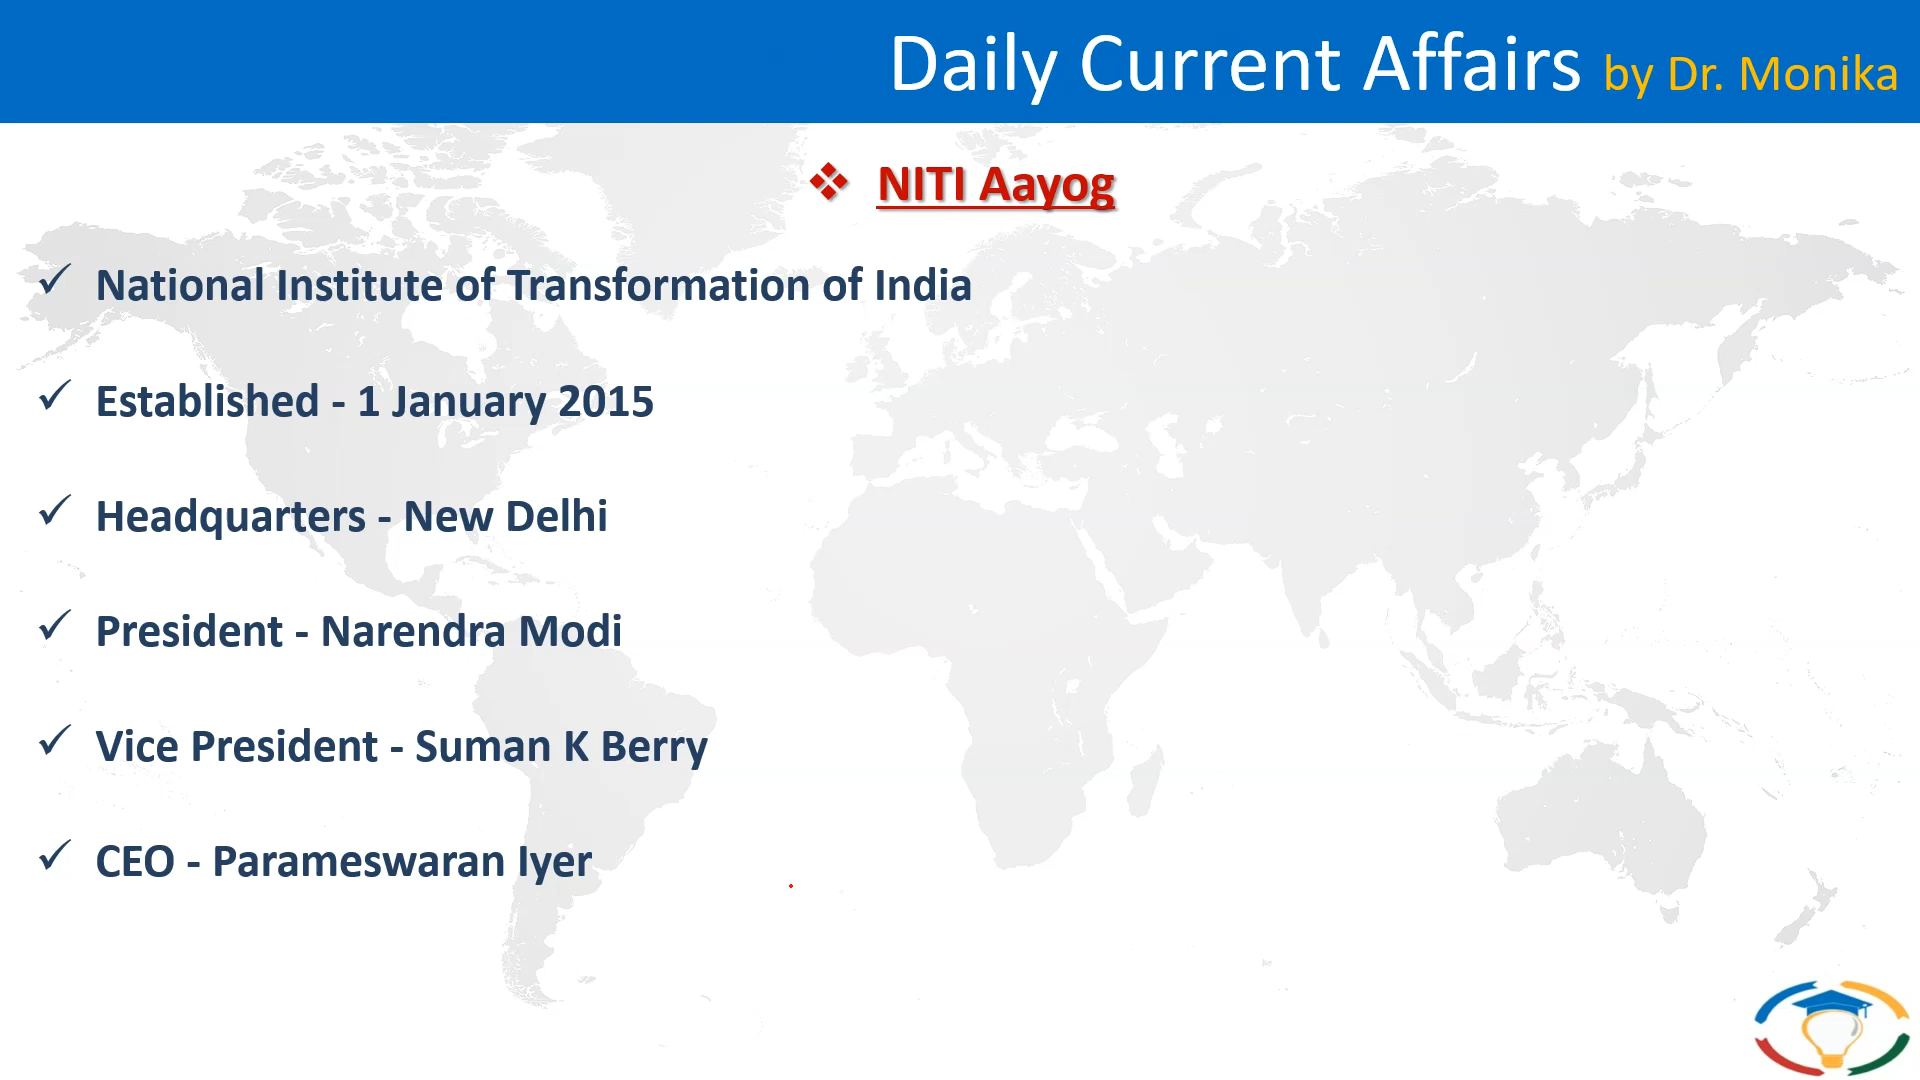 Daily Current Affairs by Dr. Monika
NITI Aayog
National Institute of Transformation of India
Established - 1 January 2015
Headquarters - New Delhi
President - Narendra Modi
Vice President - Suman K Berry
CEO - Parameswaran Iyer